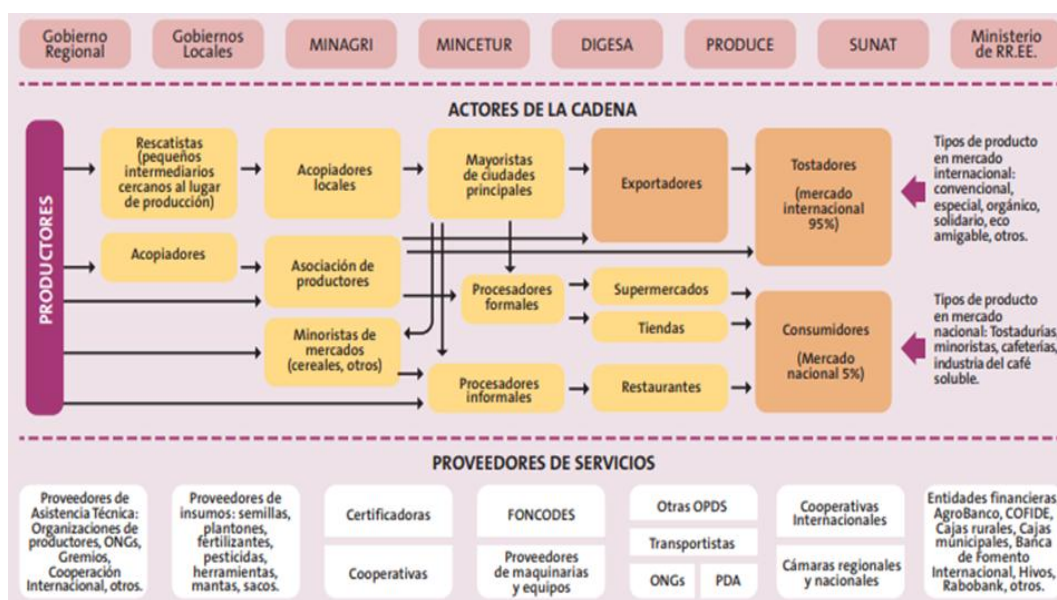 Gobierno
Regional
Gobiernos
Locales
MINAGRI
MINCETUR
DIGESA
PRODUCE
SUNAT
Ministerio
de RR.EE.
ACTORES DE LA CADENA
PRODUCTORES
Rescatistas
(pequeños
intermediarios
cercanos al lugar
de producción)
Acopiadores
locales
Mayoristas
de ciudades
principales
Exportadores
Tostadores
(mercado
internacional
95%)
Tipos de producto
en mercado
internacional:
convencional,
especial, orgánico,
solidario, eco
amigable, otros.
Acopiadores
Asociación de
productores
Procesadores
formales
Supermercados
Tiendas
Minoristas de
mercados
(cereales, otros)
Procesadores
informales
Restaurantes
Consumidores
(Mercado
nacional 5%)
Tipos de producto
en mercado
nacional: Tostadurías,
minoristas, cafeterías,
industria del café
soluble.
PROVEEDORES DE SERVICIOS
Proveedores de
Asistencia Técnica:
Organizaciones de
productores, ONGs,
Gremios,
Cooperación
Internacional, otros.
Proveedores de
insumos: semillas,
plantones,
fertilizantes,
pesticidas,
herramientas,
mantas, sacos.
Certificadoras
Cooperativas
FONCODES
Proveedores
de maquinarias
y equipos
Otras OPDS
Transportistas
ONGs
PDA
Cooperativas
Internacionales
Cámaras regionales
y nacionales
Entidades financieras,
AgroBanco, COFIDE,
Cajas rurales, Cajas
municipales, Banca
de Fomento
Internacional, Hivos,
Rabobank, otros.